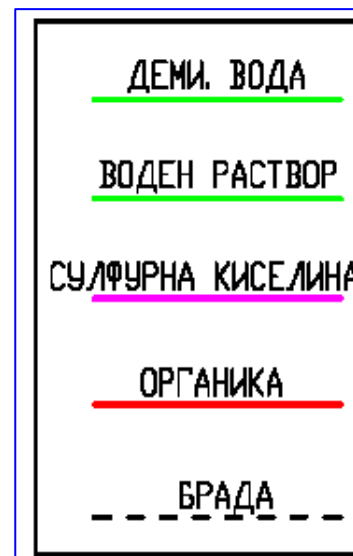 ДЕМИ. ВОДА
ВОДЕН РАСТВОР
СУЛФУРНА КИСЕЛИНА
ОРГАНИКА
БРАДА